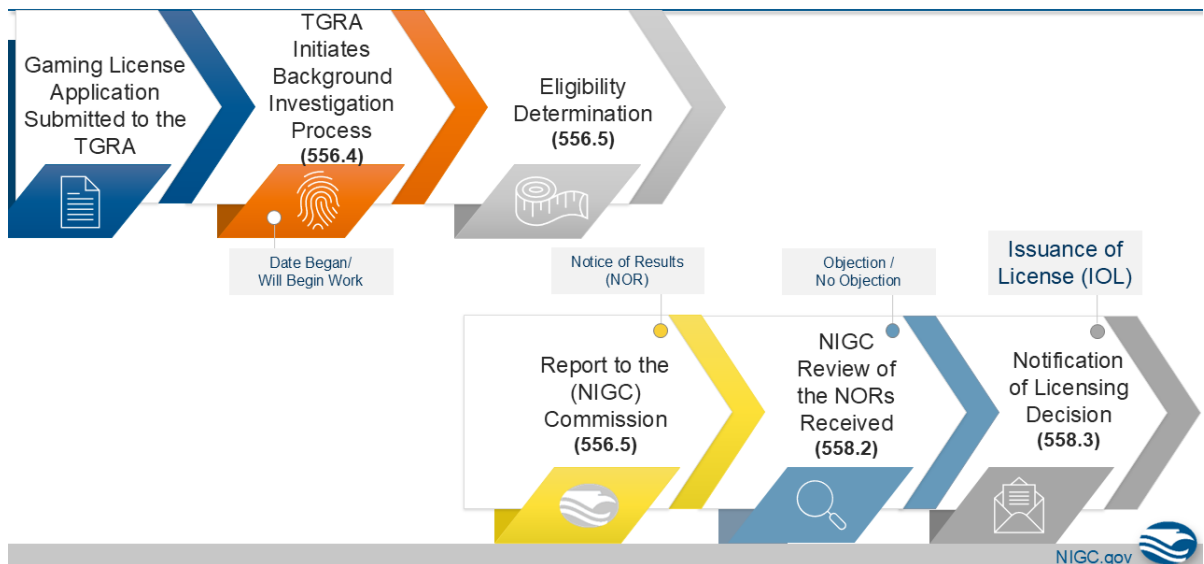 Gaming License
Application
Submitted to the
TGRA
TGRA
Initiates
Background
Investigation
Process
(556.4)
Eligibility
Determination
(556.5)
Date Began/
Will Begin Work
Notice of Results
(NOR)
Objection /
No Objection
Issuance of
License (IOL)
Report to the
(NIGC)
Commission
(556.5)
NIGC
Review of
the NORs
Received
(558.2)
Notification
of Licensing
Decision
(558.3)
NIGC.gov